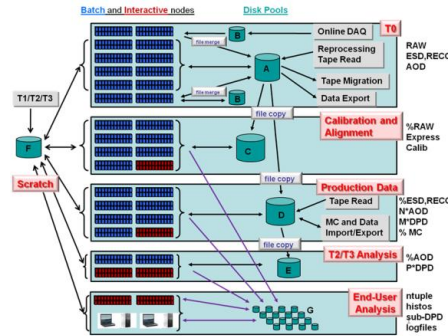 Batch and Interactive nodes
Disk Pools
T0
B
Online DAQ
file merge
Reprocessing
Tape Read
A
Tape Migration
file merge
B
Data Export
RAW
ESD,RECO
AOD
T1/T2/T3
F
Scratch
file copy
Calibration and
Alignment
C
%RAW
Express
Calib
file copy
Production Data
Tape Read
D
MC and Data
Import/Export
%ESD,RECO
N*AOD
M*DPD
% MC
file copy
T2/T3 Analysis
E
%AOD
P*DPD
End-User
Analysis
G
ntuple
histos
sub-DPD
logfiles